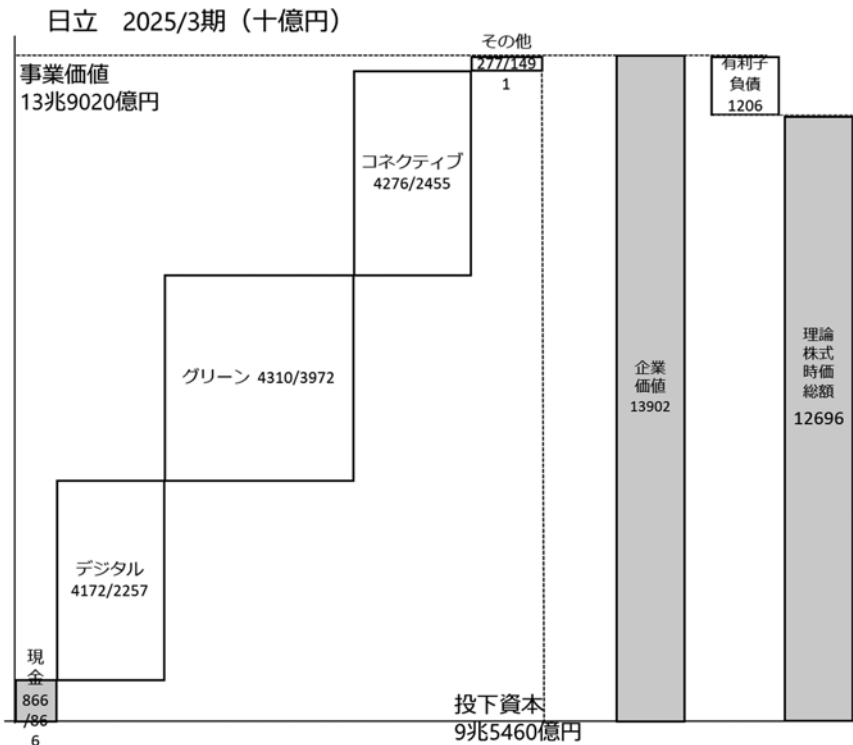 日立　2025/3期（十億円）
事業価値
13兆9020億円
その他
277/149
1
有利子
負債
1206
コネクティブ
4276/2455
グリーン 4310/3972
企業
価値
13902
理論
株式
時価
総額
12696
デジタル
4172/2257
現
金
866
/86
6
投下資本
9兆5460億円